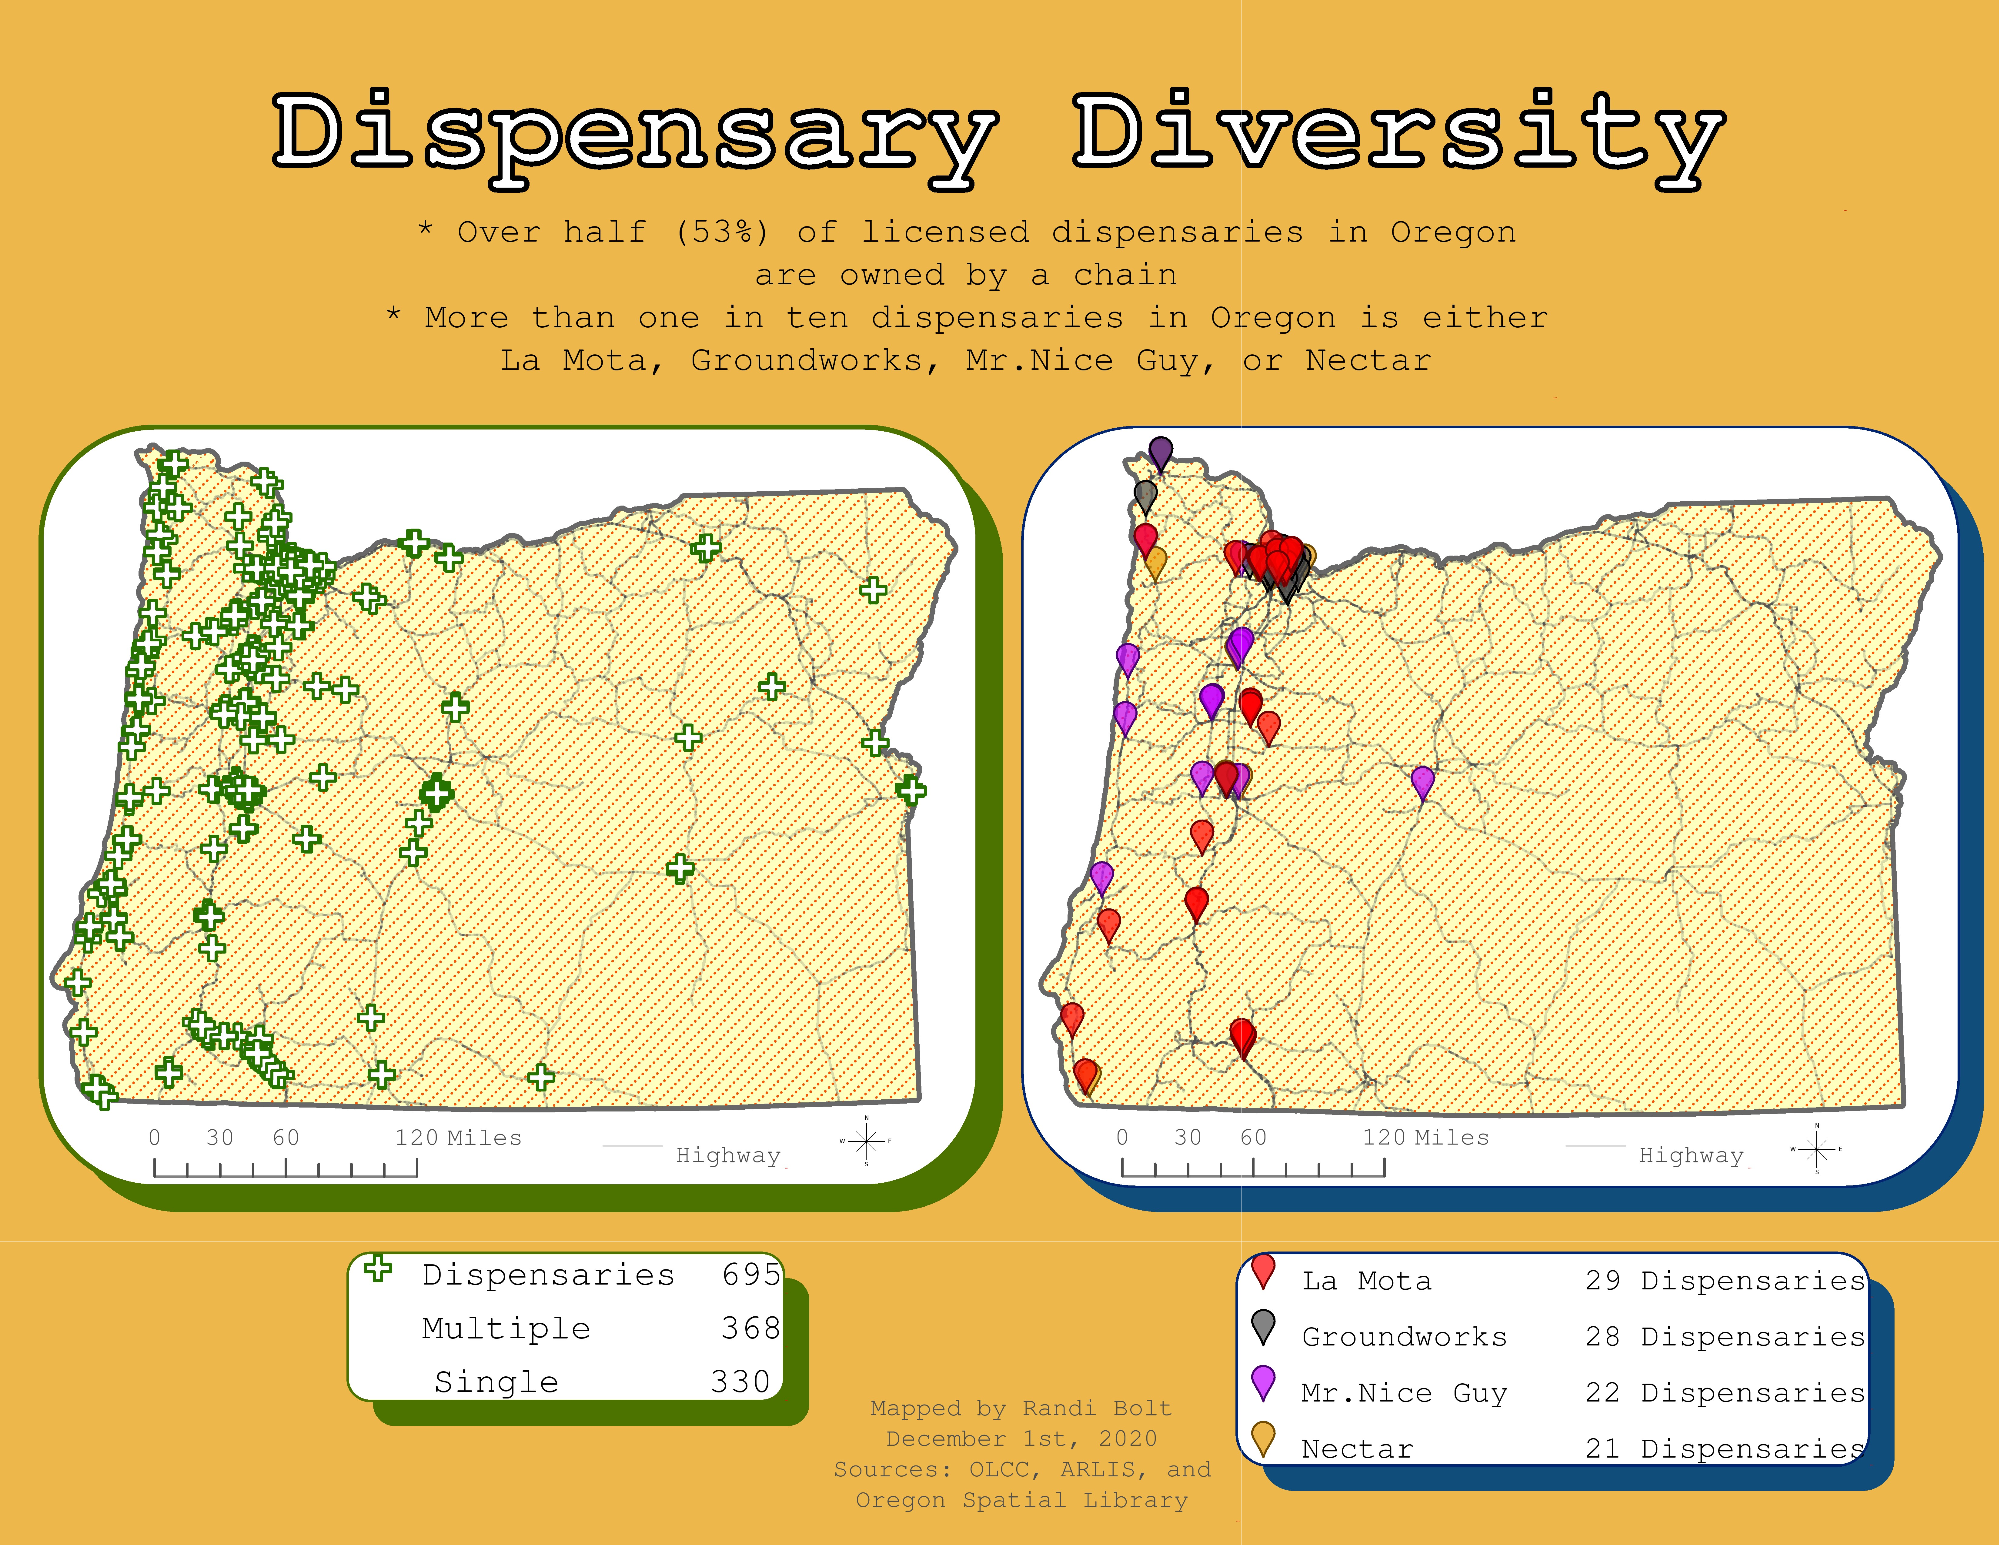 Dispensary Diversity
* Over half (53%) of licensed dispensaries in Oregon
are owned by a chain
* More than one in ten dispensaries in Oregon is either
La Mota, Groundworks, Mr.Nice Guy, or Nectar
0 30 60 120 Miles
Highway
N
W E
S
0 30 60 120 Miles
Highway
N
W E
S
Dispensaries 695
Multiple 368
Single 330
La Mota 29 Dispensaries
Groundworks 28 Dispensaries
Mr.Nice Guy 22 Dispensaries
Nectar 21 Dispensaries
Mapped by Randi Bolt
December 1st, 2020
Sources: OLCC, ARLIS, and
Oregon Spatial Library